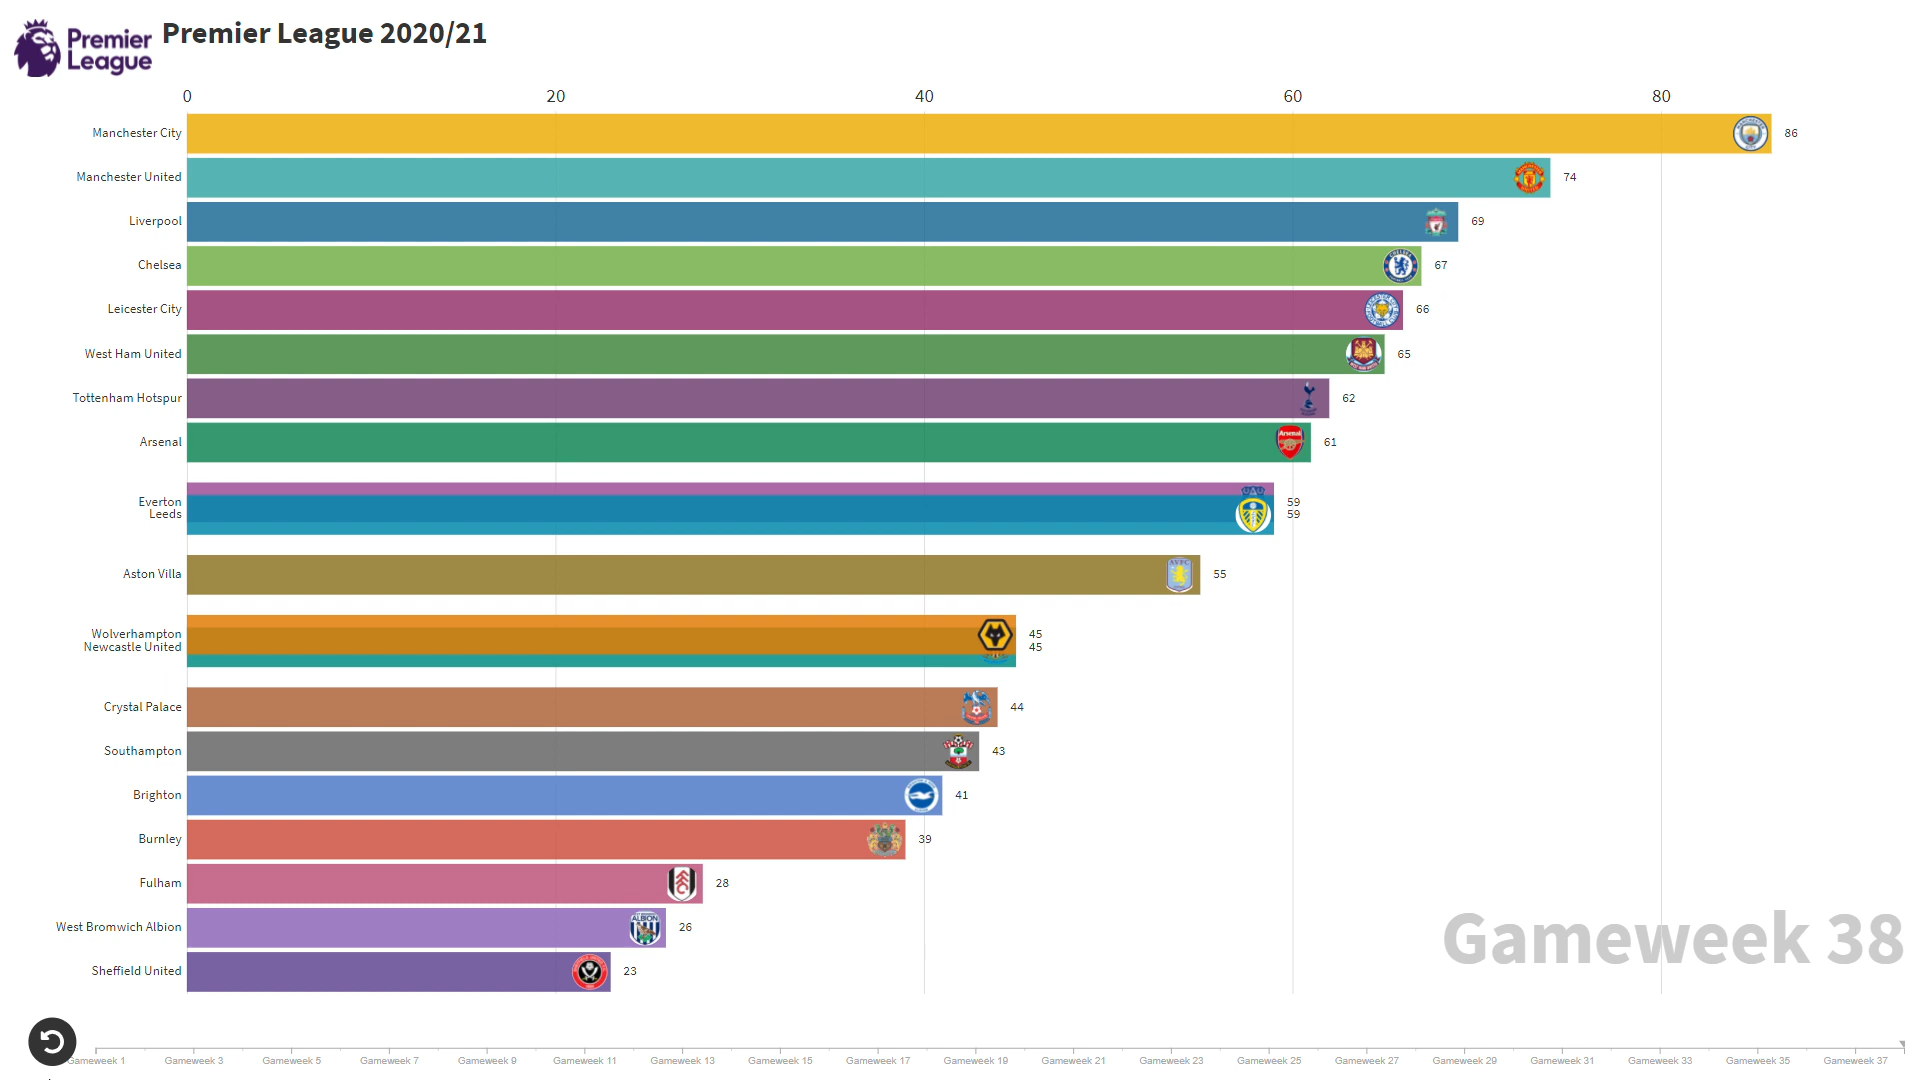 Premier League
Premier League 2020/21
0 20 40 60 80
Manchester City 86
Manchester United 74
Liverpool 69
Chelsea 67
Leicester City 66
West Ham United 65
Tottenham Hotspur 62
Arsenal 61
Everton 59
Leeds 59
Aston Villa 55
Wolverhampton 45
Newcastle United 45
Crystal Palace 44
Southampton 43
Brighton 41
Burnley 39
Fulham 28
West Bromwich Albion 26
Sheffield United 23
Gameweek 38
Gameweek 1 Gameweek 3 Gameweek 5 Gameweek 7 Gameweek 9 Gameweek 11 Gameweek 13 Gameweek 15 Gameweek 17 Gameweek 19 Gameweek 21 Gameweek 23 Gameweek 25 Gameweek 27 Gameweek 29 Gameweek 31 Gameweek 33 Gameweek 35 Gameweek 37